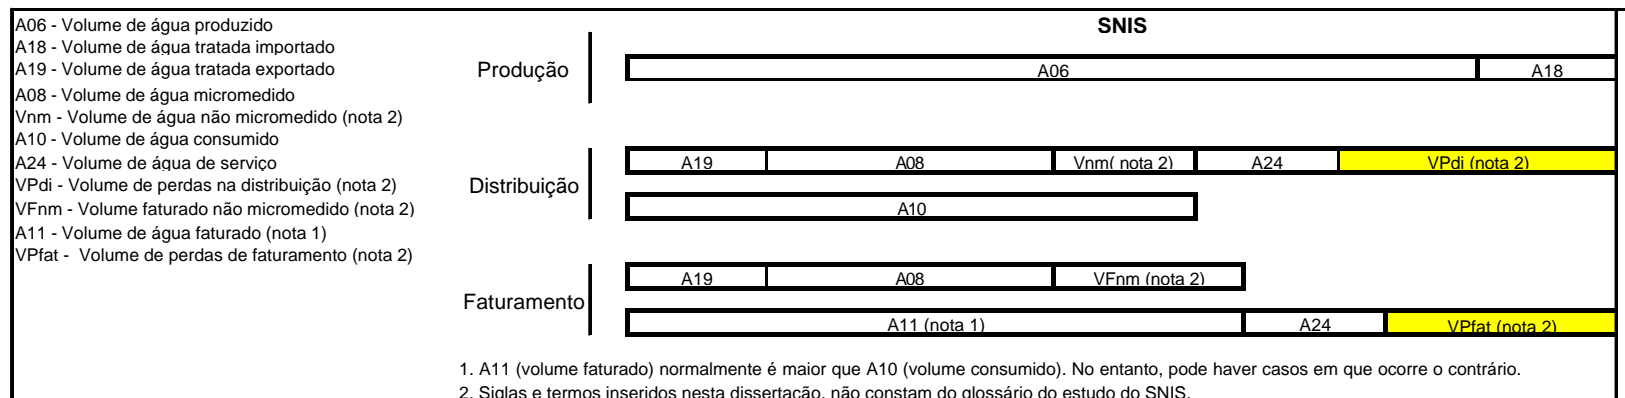 A06 - Volume de água produzido
A18 - Volume de água tratada importado
A19 - Volume de água tratada exportado
A08 - Volume de água micromedido
Vnm - Volume de água não micromedido (nota 2)
A10 - Volume de água consumido
A24 - Volume de água de serviço
VPdi - Volume de perdas na distribuição (nota 2)
VFnm - Volume faturado não micromedido (nota 2)
A11 - Volume de água faturado (nota 1)
VPfat - Volume de perdas de faturamento (nota 2)
SNIS
Produção
A06 A18
Distribuição
A19 A08 Vnm( nota 2) A24 VPdi (nota 2)
A10
Faturamento
A19 A08 VFnm (nota 2)
A11 (nota 1) A24 VPfat (nota 2)
1. A11 (volume faturado) normalmente é maior que A10 (volume consumido). No entanto, pode haver casos em que ocorre o contrário.
2. Siglas e termos inseridos nesta dissertação, não constam do glossário do estudo do SNIS.